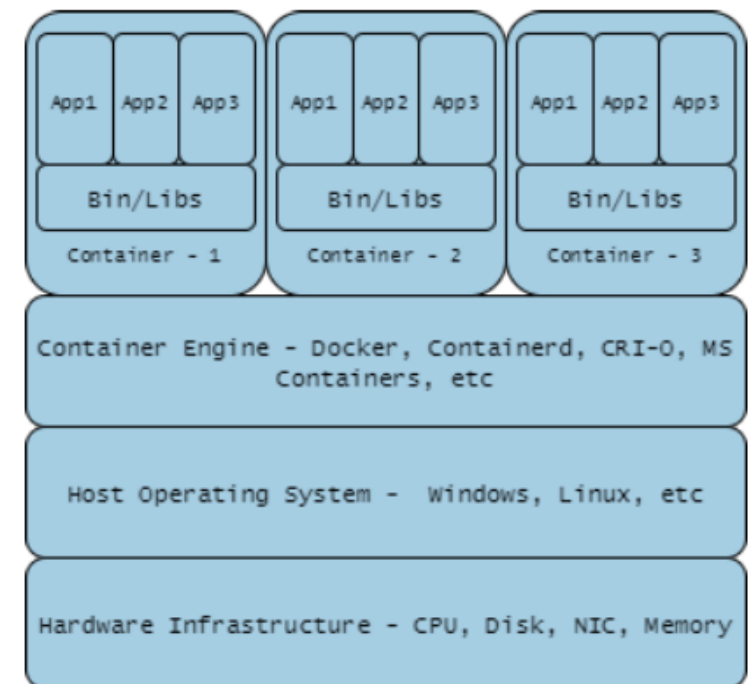 App1 App2 App3 App1 App2 App3 App1 App2 App3
Bin/Libs Bin/Libs Bin/Libs
Container - 1 Container - 2 Container - 3
Container Engine - Docker, Containerd, CRI-O, MS
Containers, etc
Host Operating System - Windows, Linux, etc
Hardware Infrastructure - CPU, Disk, NIC, Memory